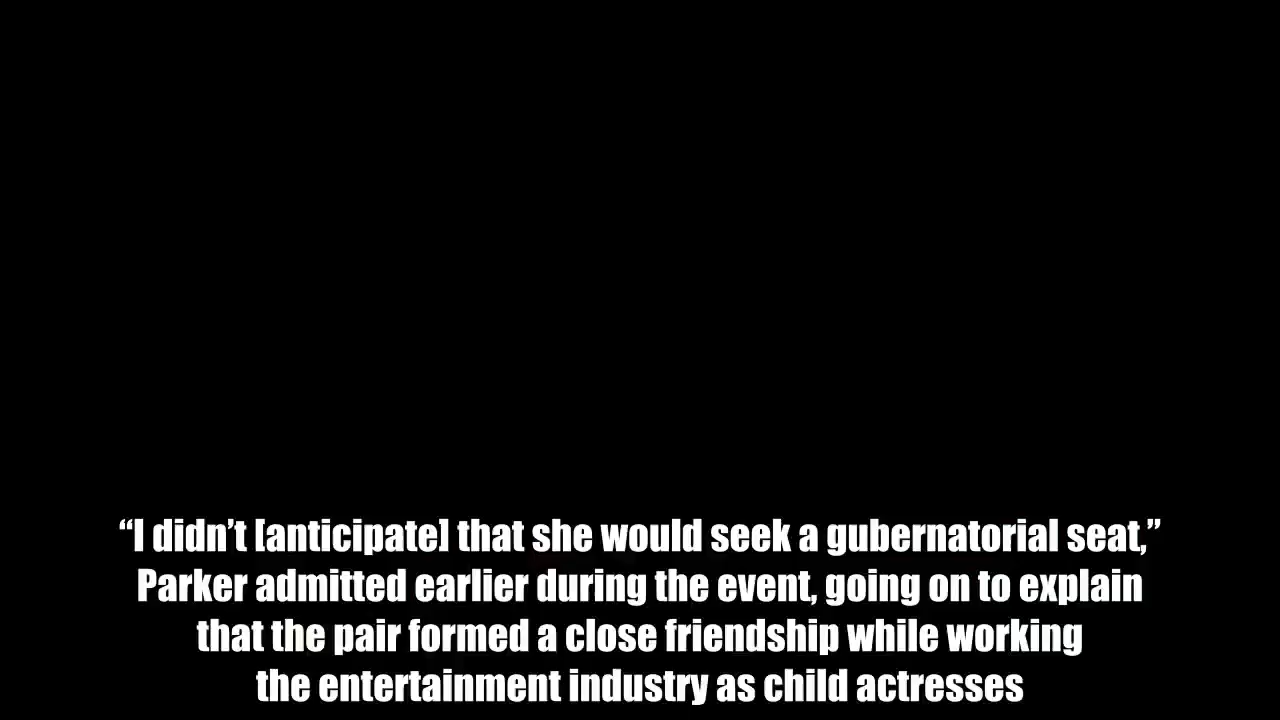 “I didn’t [anticipate] that she would seek a gubernatorial seat,”
Parker admitted earlier during the event, going on to explain
that the pair formed a close friendship while working
the entertainment industry as child actresses